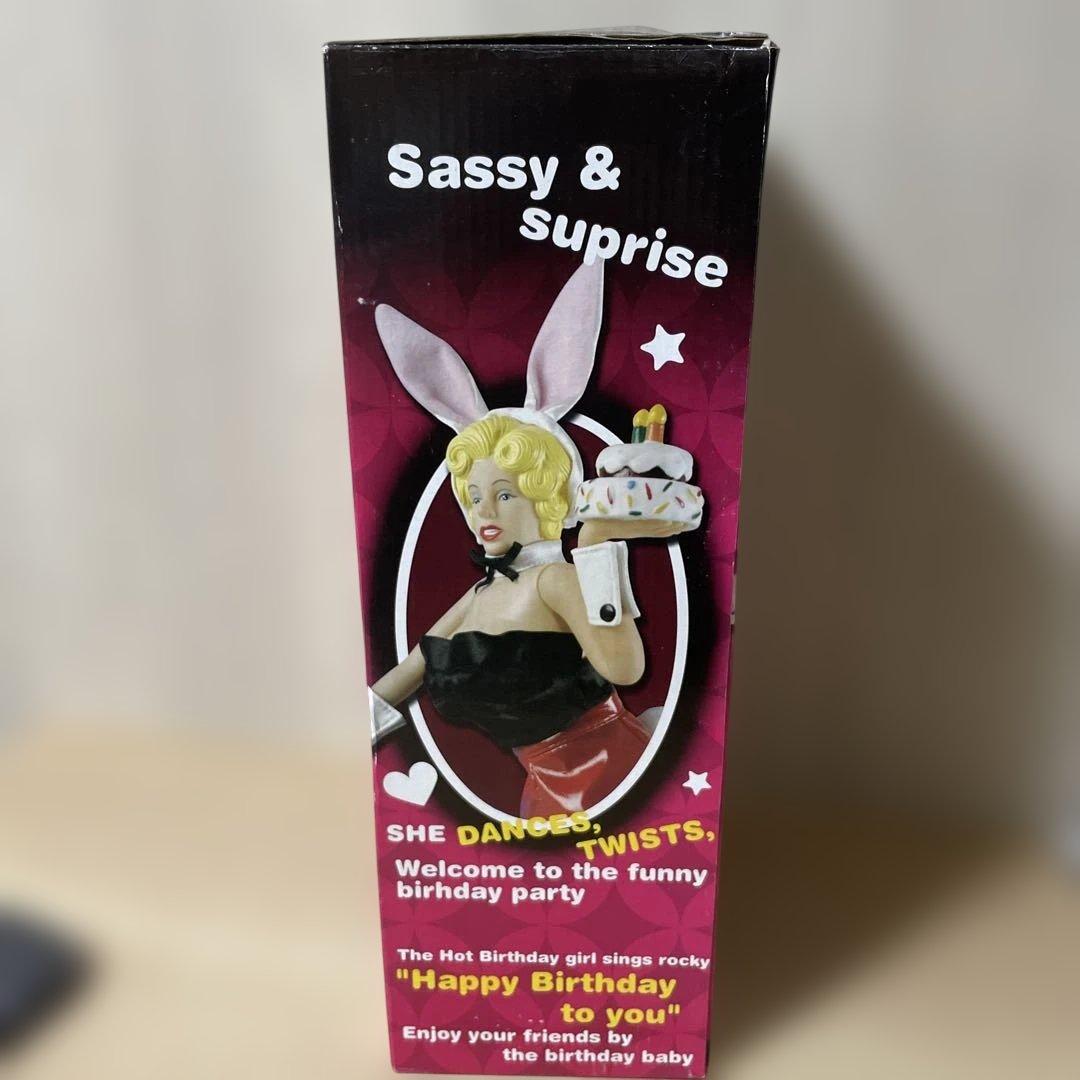 Sassy &
suprise
SHE DANCES,
TWISTS,
Welcome to the funny
birhday party
The Hot Birthday girl sings rocky
"Happy Birthday
to you"
Enjoy your friends by
the birthday baby